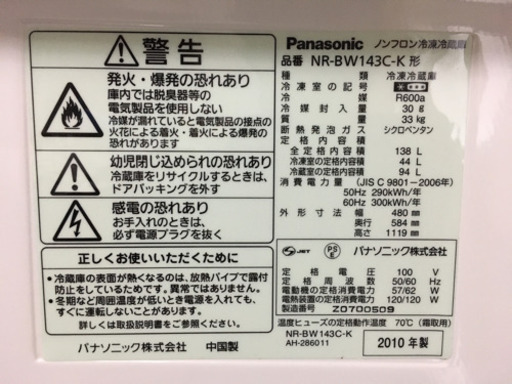 警告
発火・爆発の恐れあり
庫内では脱臭器等の
電気製品を使用しない
冷媒が漏れていると電気接点の
火花による着火・着火により爆発
の恐れがあります
幼児閉じ込められの恐れあり
冷蔵庫をリサイクルするときは、
ドアパッキングを外す
感電の恐れあり
お手入れのときは、
必ず電源プラグを抜く
正しくお使いいただくために
●冷蔵庫の表面が熱くなるのは、放熱パイプで露付
防止をしているためです。異常ではありません。
●冬期など周囲温度が低いときは電源を入れても、
すぐに運転しないことがあります。
詳しくは取扱説明書をお読みください。
パナソニック株式会社 中国製
Panasonic ノンフロン冷凍冷蔵庫
品番 NR-BW143C-K 形
種類 冷凍冷蔵庫
冷凍室の記号
冷媒 R600a
冷媒封入量 30 g
質量 33 kg
断熱発泡ガス シクロペンタン
定格内容積
全定格内容積 138 L
冷凍室の定格内容積 44 L
冷蔵室の定格内容積 94 L
消費電力量 (JIS C 9801-2006年)
50Hz 290kWh/年
60Hz 300kWh/年
外形寸法 幅 480 mm
奥行 584 mm
高さ 1119 mm
JET PS E パナソニック株式会社
定格電圧 100 V
定格周波数 50/60 Hz
電動機の定格消費電力 57/62 W
電熱装置の定格消費電力 120/120 W
製造番号 Z0700509
温度ヒューズの定格動作温度 70℃ (霜取用)
NR-BW143C-K
AH-286011
2010 年製